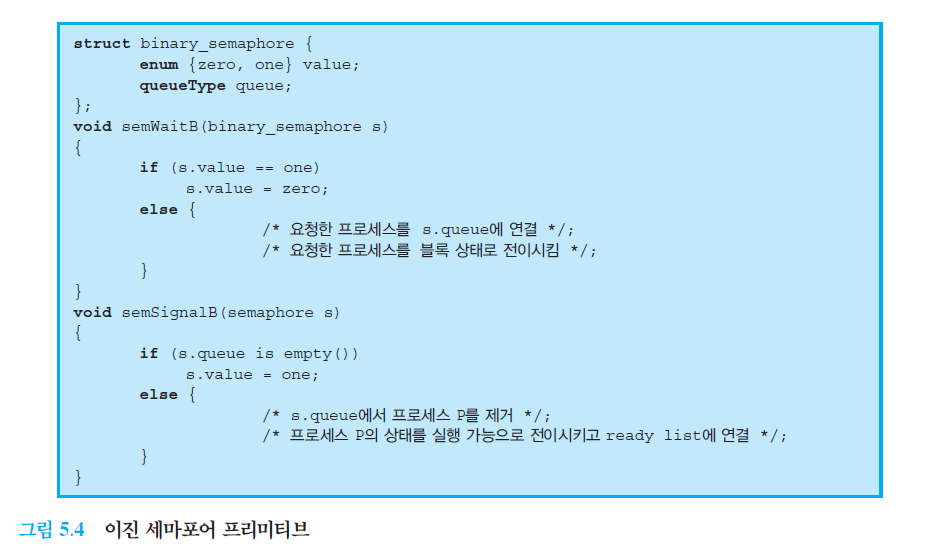 struct binary_semaphore {
enum {zero, one} value;
queueType queue;
};
void semWaitB(binary_semaphore s)
{
if (s.value == one)
s.value = zero;
else {
/* 요청한 프로세스를 s.queue에 연결 */;
/* 요청한 프로세스를 블록 상태로 전이시킴 */;
}
}
void semSignalB(semaphore s)
{
if (s.queue is empty())
s.value = one;
else {
/* s.queue에서 프로세스 P를 제거 */;
/* 프로세스 P의 상태를 실행 가능으로 전이시키고 ready list에 연결 */;
}
}
그림 5.4 이진 세마포어 프리미티브